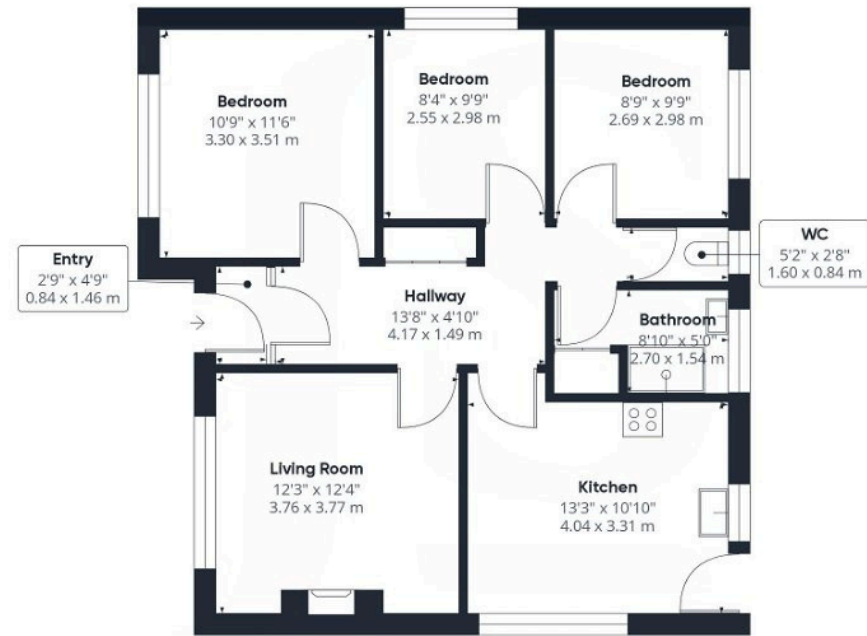 Bedroom
10'9" x 11'6"
3.30 x 3.51 m
Bedroom
8'4" x 9'9"
2.55 x 2.98 m
Bedroom
8'9" x 9'9"
2.69 x 2.98 m
Entry
2'9" x 4'9"
0.84 x 1.46 m
Hallway
13'8" x 4'10"
4.17 x 1.49 m
WC
5'2" x 2'8"
1.60 x 0.84 m
Bathroom
8'10" x 5'0"
2.70 x 1.54 m
Living Room
12'3" x 12'4"
3.76 x 3.77 m
Kitchen
13'3" x 10'10"
4.04 x 3.31 m